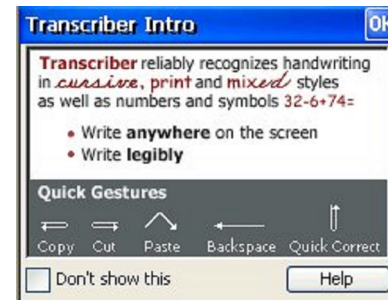 Transcriber Intro
OK
Transcriber reliably recognizes handwriting
in cursive, print and mixed styles
as well as numbers and symbols 32-6+74=
• Write anywhere on the screen
• Write legibly
Quick Gestures
Copy Cut Paste Backspace Quick Correct
Don't show this
Help